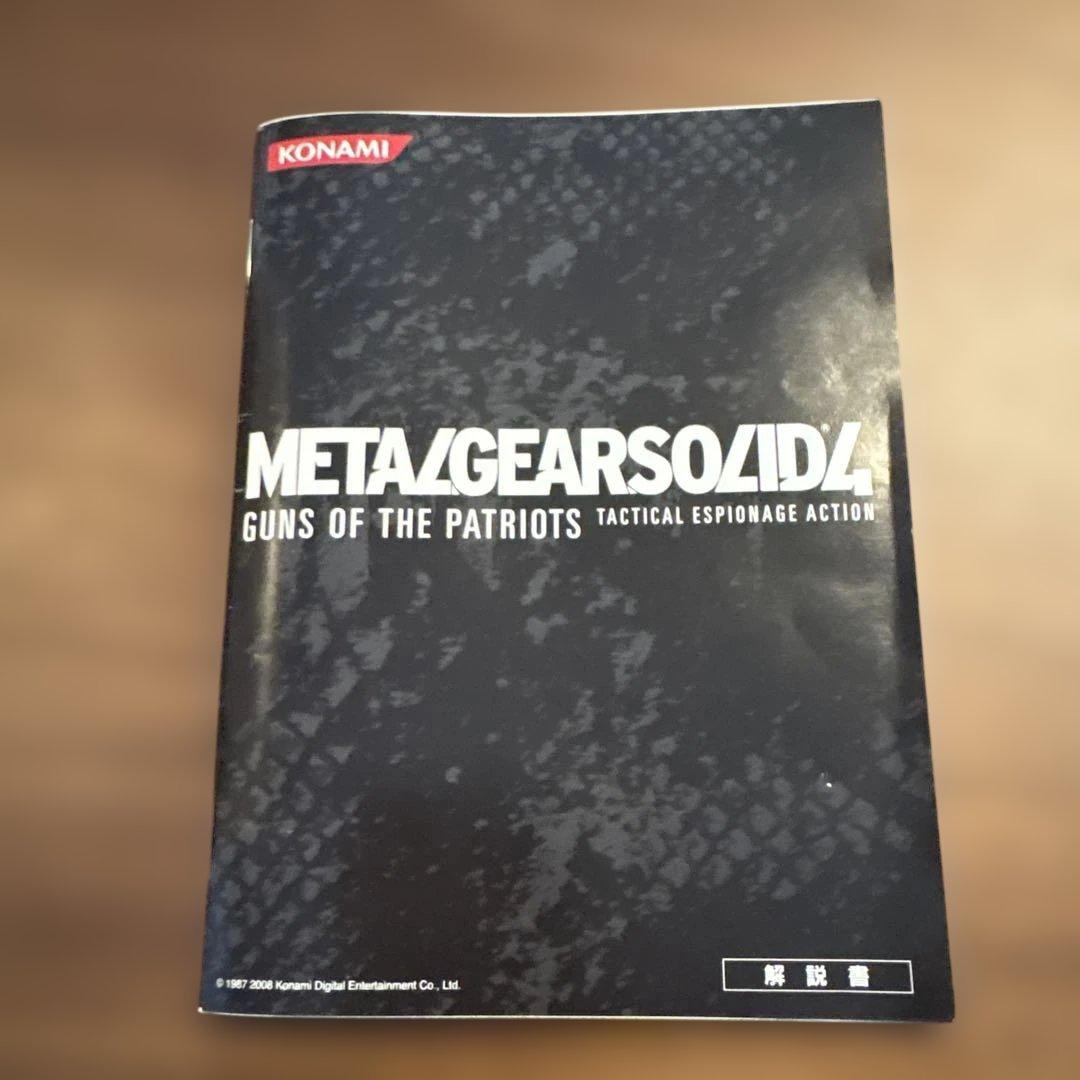 KONAMI
METAL GEAR SOLID 4®
GUNS OF THE PATRIOTS TACTICAL ESPIONAGE ACTION
© 1987 2008 Konami Digital Entertainment Co., Ltd.
解説書